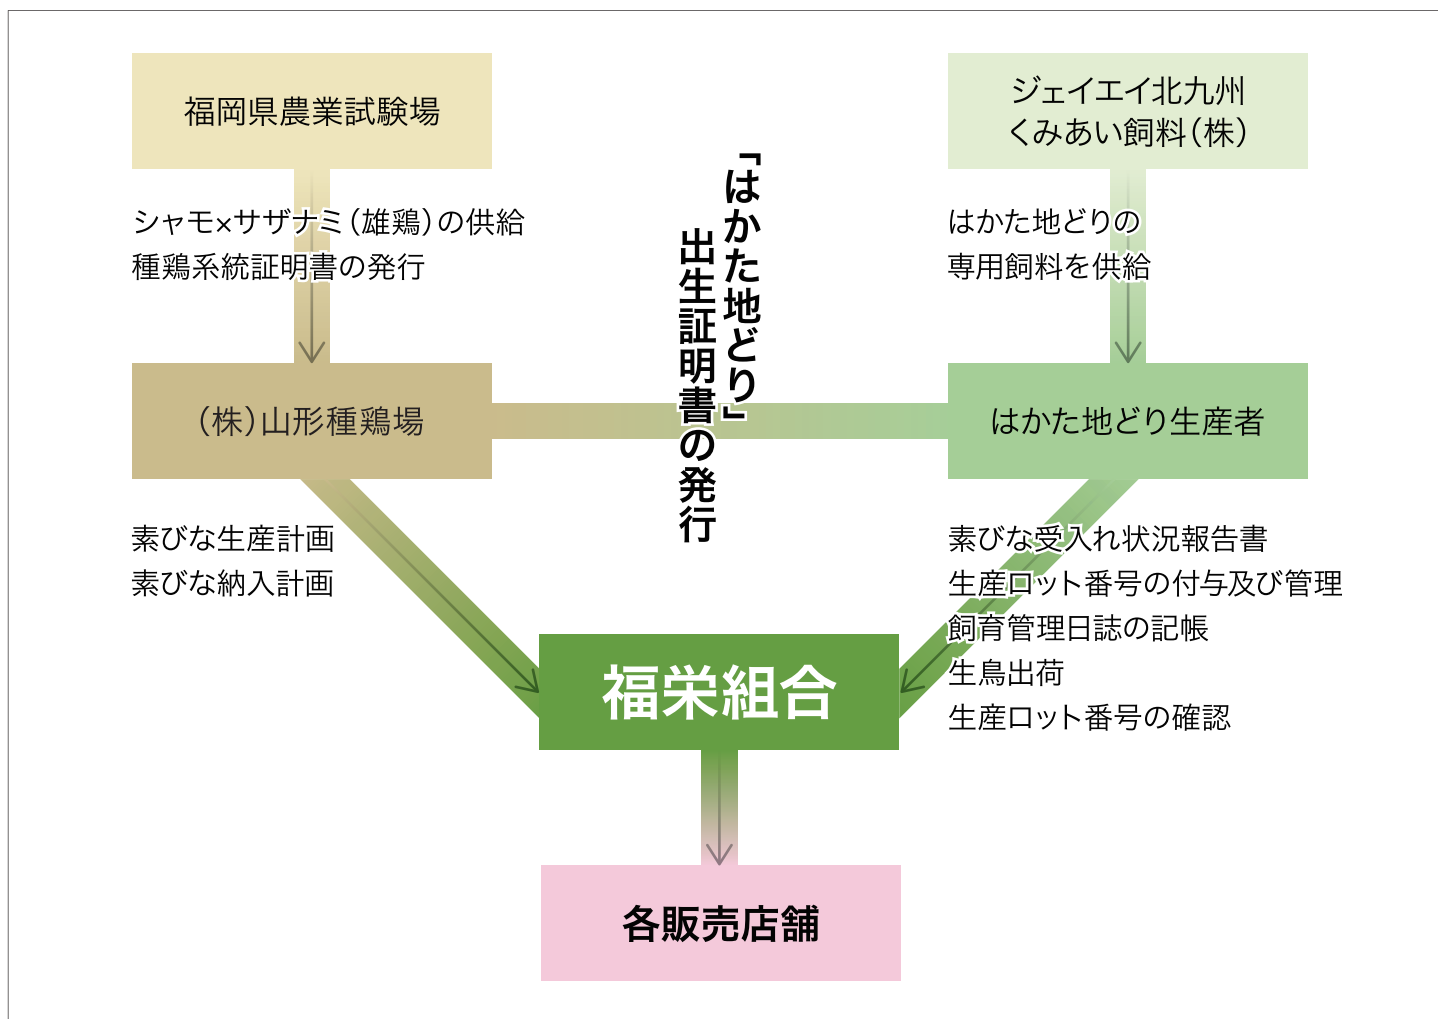 福岡県農業試験場
ジェイエイ北九州
くみあい飼料（株）
シャモ×サザナミ（雄鶏）の供給
種鶏系統証明書の発行
はかた地どりの
専用飼料を供給
「はかた地どり」
出生証明書の発行
（株）山形種鶏場
はかた地どり生産者
素びな生産計画
素びな納入計画
素びな受入れ状況報告書
生産ロット番号の付与及び管理
飼育管理日誌の記帳
生鳥出荷
生産ロット番号の確認
福栄組合
各販売店舗